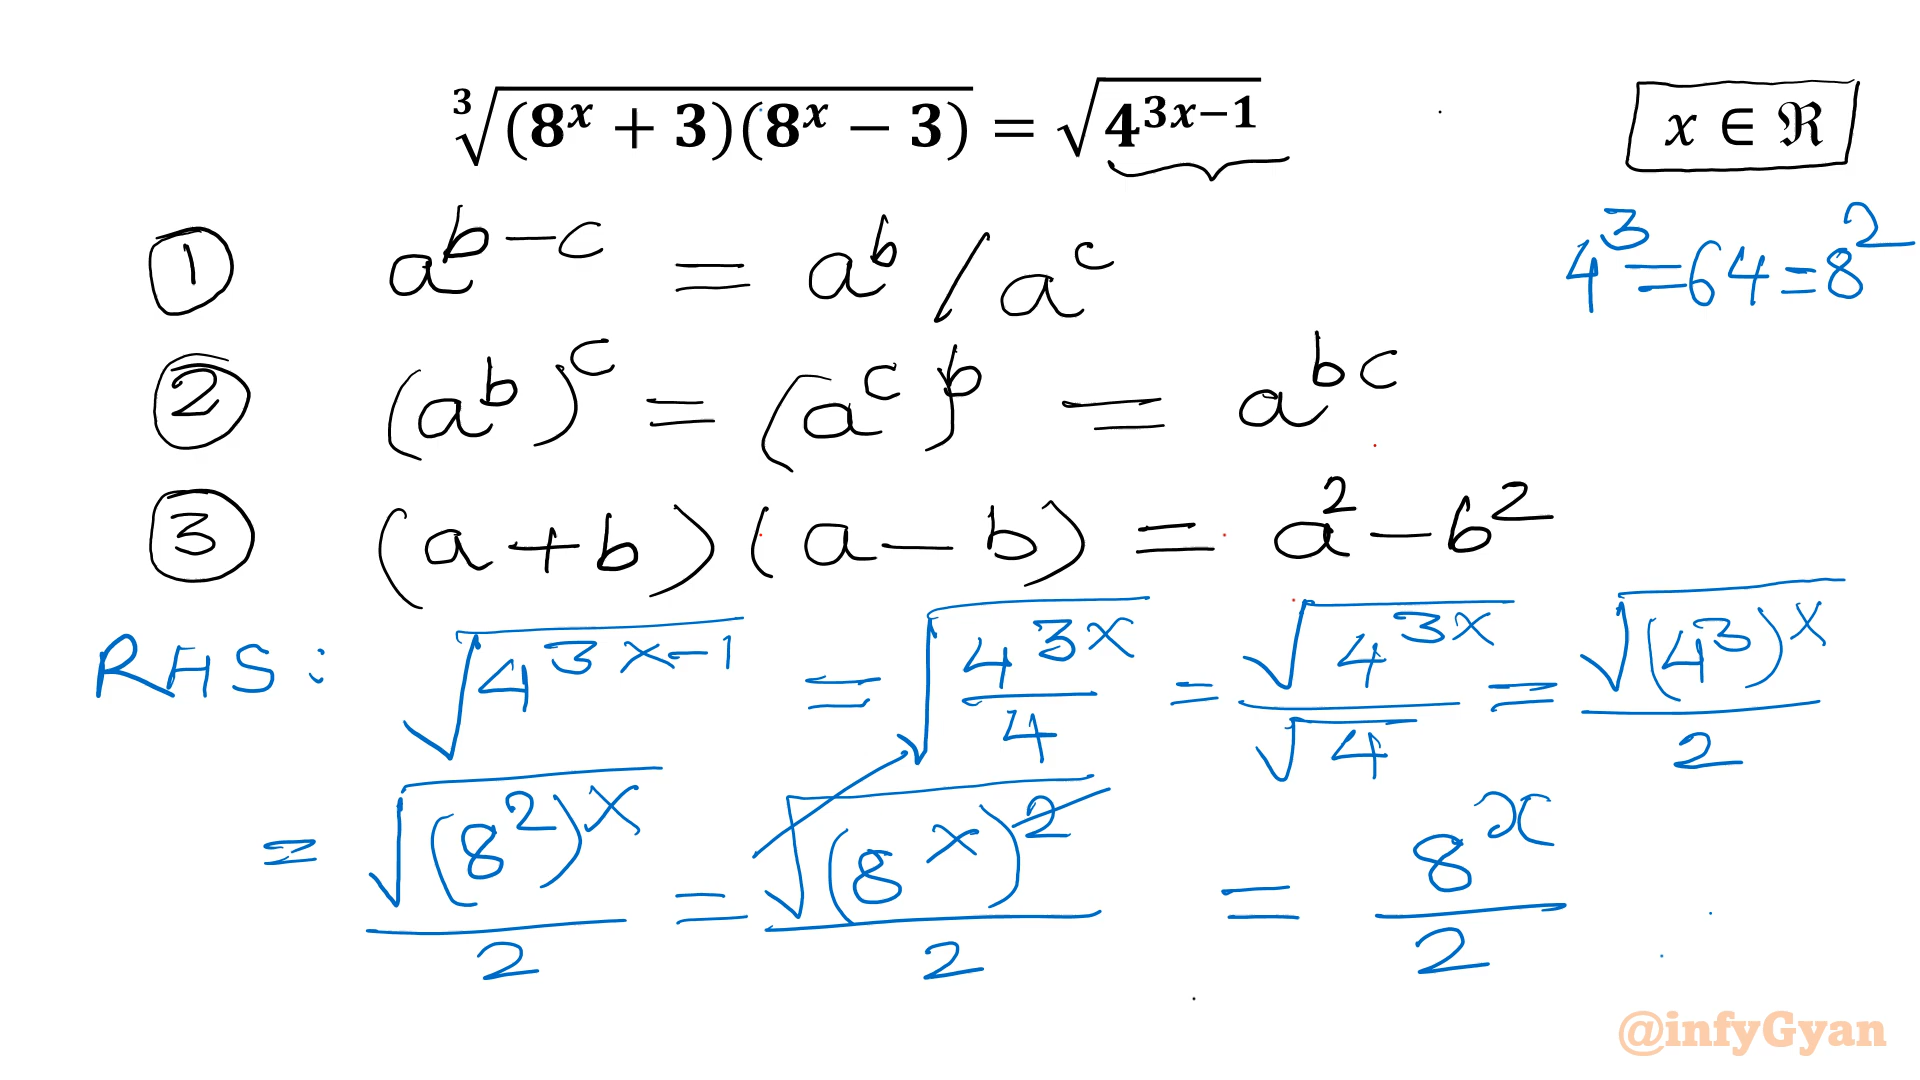 ∛((8^x + 3)(8^x − 3)) = √(4^(3x−1))
x ∈ ℜ
4^3 = 64 = 8^2
① a^(b−c) = a^b / a^c
② (a^b)^c = (a^c)^b = a^(bc)
③ (a+b)(a−b) = a^2 − b^2
RHS: √(4^(3x−1)) = √(4^(3x)/4) = √(4^(3x))/√4 = √((4^3)^x)/2
= √((8^2)^x)/2 = √((8^x)^2)/2 = 8^x/2
@infyGyan